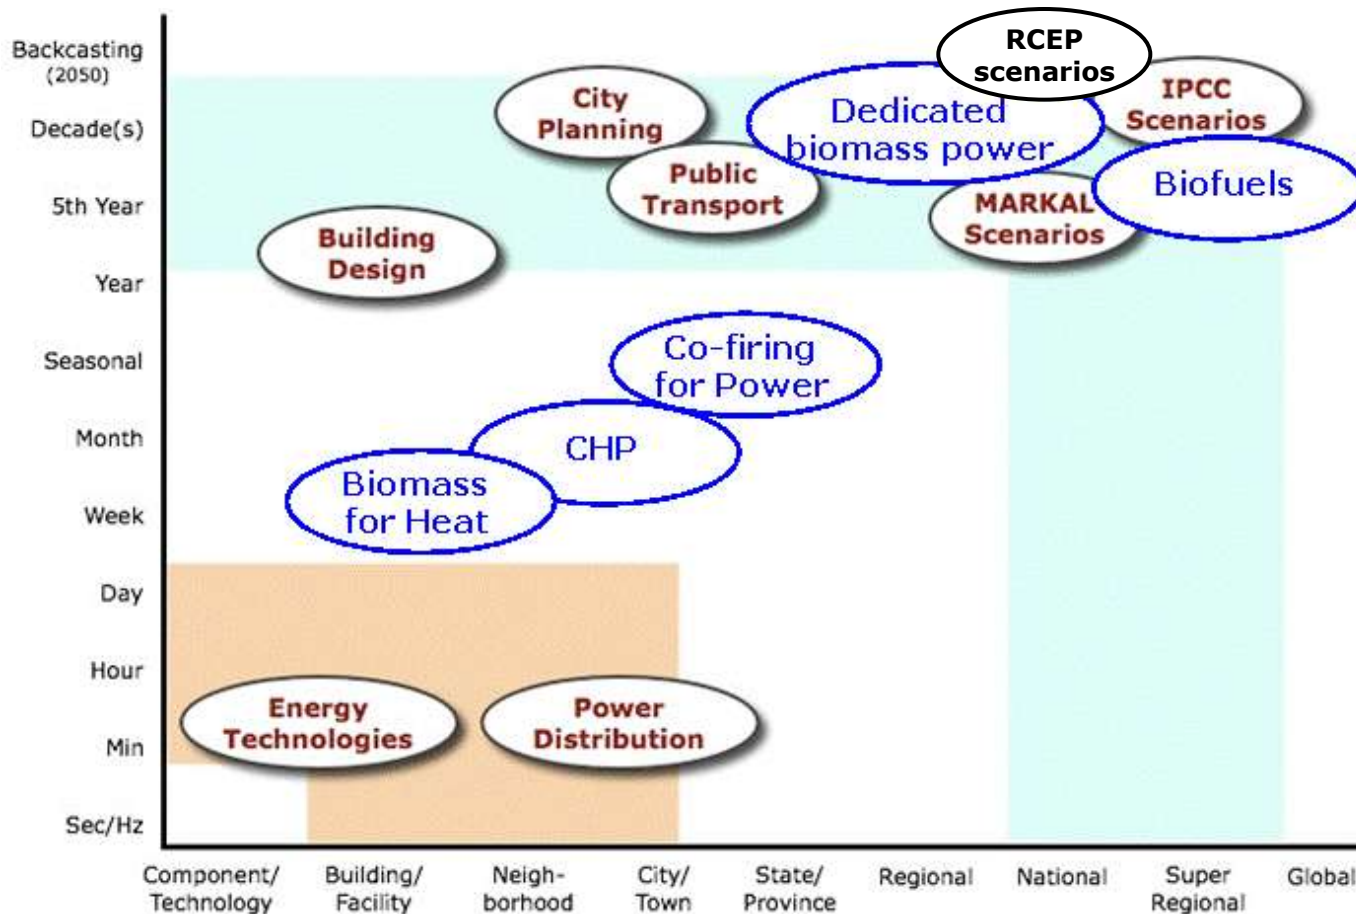 Backcasting
(2050)
Decade(s)
5th Year
Year
Seasonal
Month
Week
Day
Hour
Min
Sec/Hz
RCEP
scenarios
City
Planning
Dedicated
biomass power
IPCC
Scenarios
Public
Transport
Biofuels
MARKAL
Scenarios
Building
Design
Co-firing
for Power
CHP
Biomass
for Heat
Energy
Technologies
Power
Distribution
Component/
Technology
Building/
Facility
Neigh-
borhood
City/
Town
State/
Province
Regional
National
Super
Regional
Global